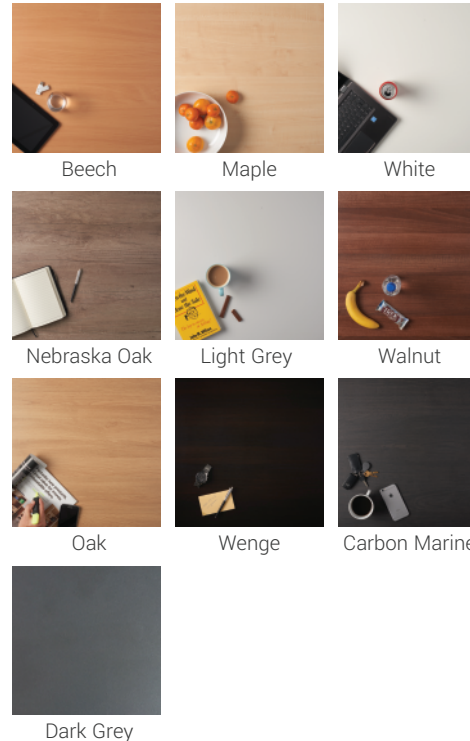 Beech
Maple
White
Nebraska Oak
Light Grey
Walnut
Oak
Wenge
Carbon Marine
Dark Grey